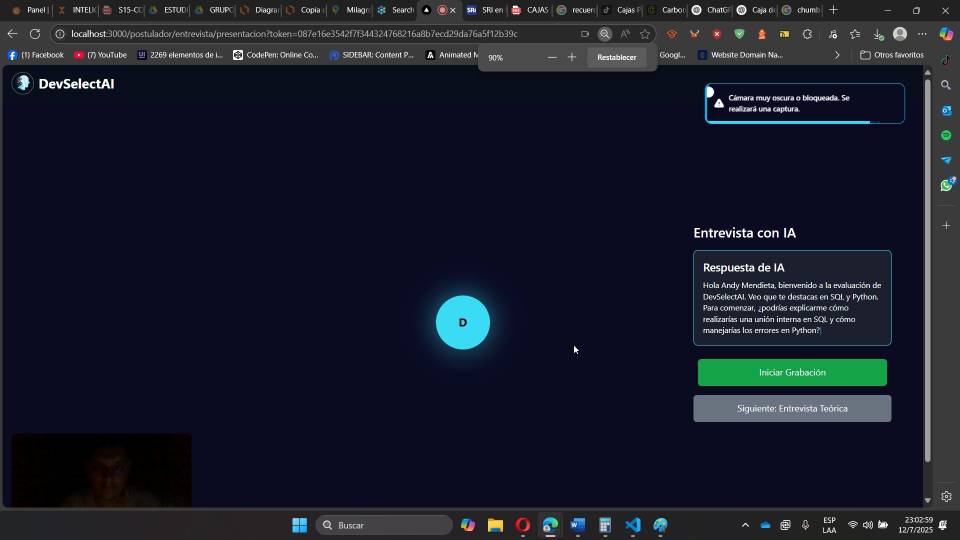 Panel |
INTELI
S15-CC
ESTUDI
GRUPC
Diagra
Copia d
Milagr
Search
SRI en
CAJAS
recuer
Cajas P
Carbor
ChatGF
Caja de
chumb
localhost:3000/postulador/entrevista/presentacion?token=087e16e3542f7f344324768216a8b7ecd29da76a5f12b39c
(1) Facebook
(7) YouTube
2269 elementos de i...
CodePen: Online Co...
SIDEBAR: Content P...
Animated M
Googl...
Website Domain Na...
Otros favoritos
90%
Restablecer
DevSelectAI
Cámara muy oscura o bloqueada. Se
realizará una captura.
Entrevista con IA
Respuesta de IA
Hola Andy Mendieta, bienvenido a la evaluación de
DevSelectAI. Veo que te destacas en SQL y Python.
Para comenzar, ¿podrías explicarme cómo
realizarías una unión interna en SQL y cómo
manejarías los errores en Python?|
D
Iniciar Grabación
Siguiente: Entrevista Teórica
Buscar
ESP
LAA
23:02:59
12/7/2025